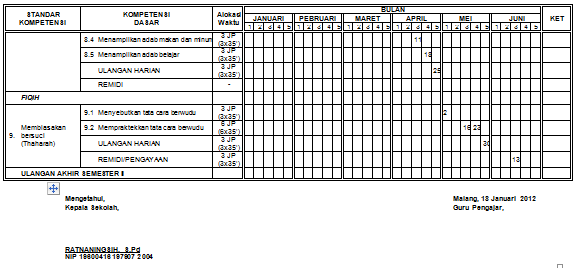 STANDAR KOMPETENSI KOMPETENSI DASAR Alokasi Waktu BULAN KET
JANUARI PEBRUARI MARET APRIL MEI JUNI
1 2 3 4 5 1 2 3 4 5 1 2 3 4 5 1 2 3 4 5 1 2 3 4 5 1 2 3 4 5
8.4 Menampilkan adab makan dan minum 3 JP (3x35') 11
8.5 Menampilkan adab belajar 3 JP (3x35') 18
ULANGAN HARIAN 3 JP (3x35') 25
REMIDI -
FIQIH
9. Membiasakan bersuci (Thaharah)
9.1 Menyebutkan tata cara berwudu 3 JP (3x35') 2
9.2 Mempraktekkan tata cara berwudu 6 JP (6x35') 16 23
ULANGAN HARIAN 3 JP (3x35') 30
REMIDI/PENGAYAAN 3 JP (3x35') 13
ULANGAN AKHIR SEMESTER II
Mengetahui, Malang, 18 Januari 2012
Kepala Sekolah, Guru Pengajar,
RATNANINGSIH, S.Pd
NIP 19600416 197907 2 004